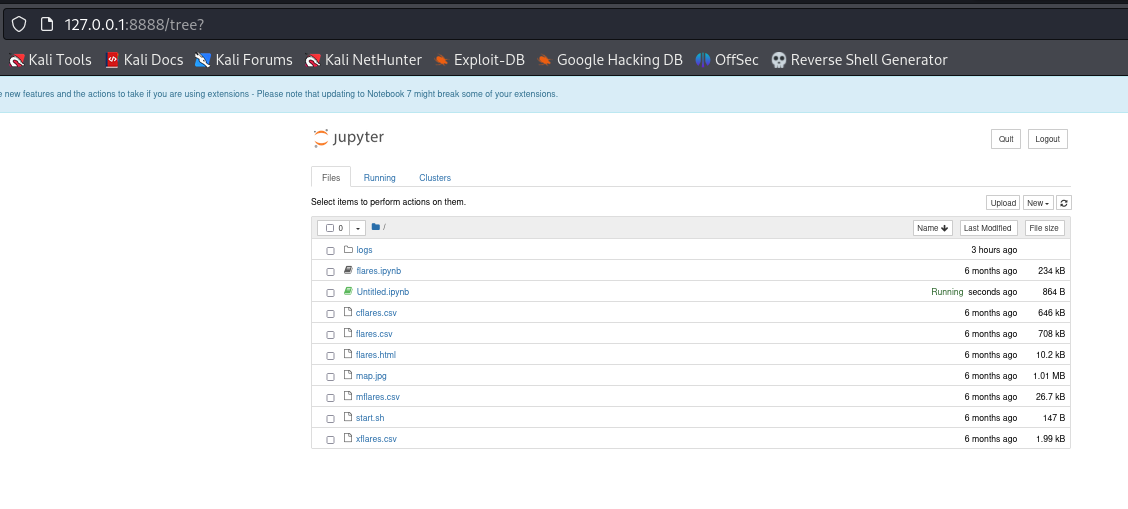 127.0.0.1:8888/tree?
Kali Tools Kali Docs Kali Forums Kali NetHunter Exploit-DB Google Hacking DB OffSec Reverse Shell Generator
new features and the actions to take if you are using extensions - Please note that updating to Notebook 7 might break some of your extensions.
jupyter Quit Logout
Files Running Clusters
Select items to perform actions on them. Upload New
0 / Name Last Modified File size
logs 3 hours ago
flares.ipynb 6 months ago 234 kB
Untitled.ipynb Running seconds ago 864 B
cflares.csv 6 months ago 646 kB
flares.csv 6 months ago 708 kB
flares.html 6 months ago 10.2 kB
map.jpg 6 months ago 1.01 MB
mflares.csv 6 months ago 26.7 kB
start.sh 6 months ago 147 B
xflares.csv 6 months ago 1.99 kB